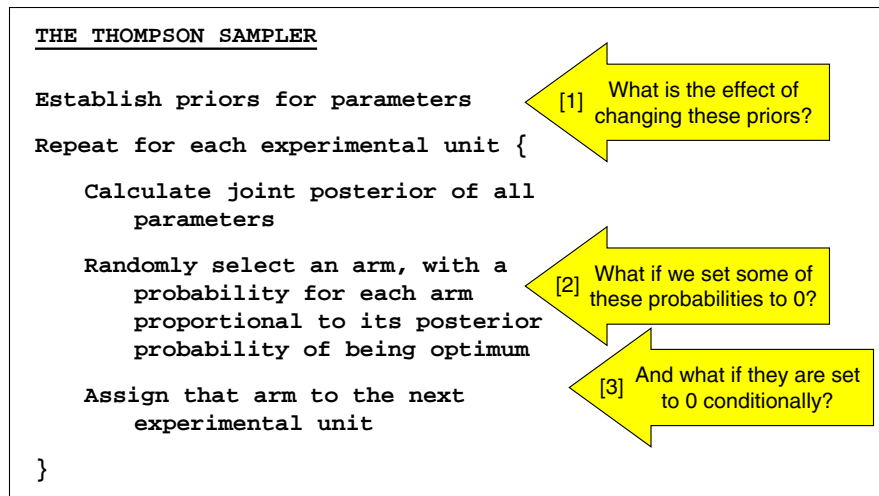 THE THOMPSON SAMPLER
Establish priors for parameters
[1] What is the effect of
changing these priors?
Repeat for each experimental unit {
Calculate joint posterior of all
parameters
Randomly select an arm, with a
probability for each arm
proportional to its posterior
probability of being optimum
[2] What if we set some of
these probabilities to 0?
Assign that arm to the next
experimental unit
[3] And what if they are set
to 0 conditionally?
}